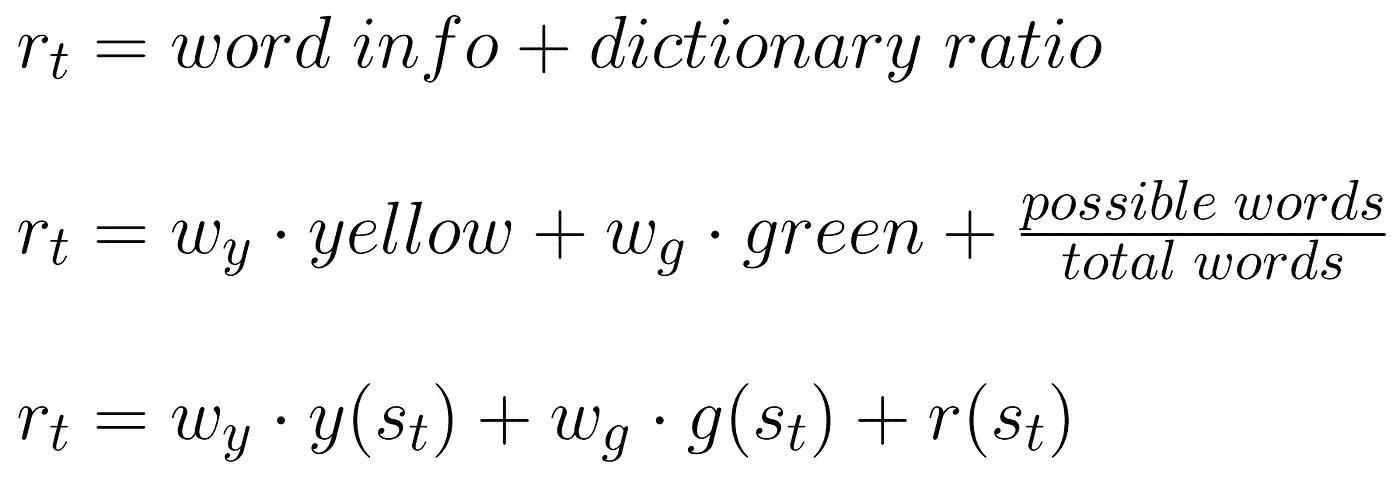 r_t = word info + dictionary ratio
r_t = w_y · yellow + w_g · green + \frac{possible words}{total words}
r_t = w_y · y(s_t) + w_g · g(s_t) + r(s_t)